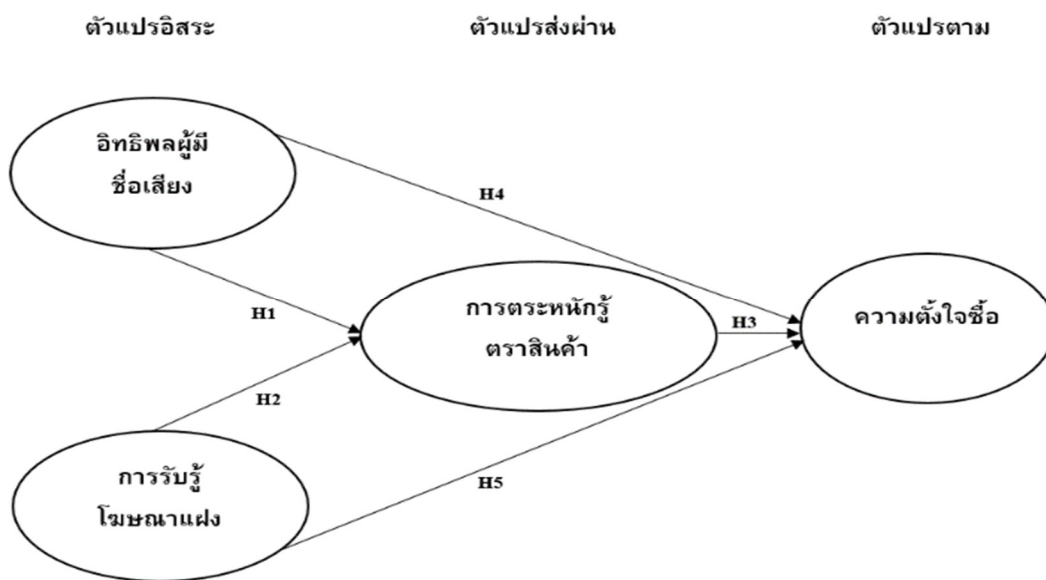 ตัวแปรอิสระ
ตัวแปรส่งผ่าน
ตัวแปรตาม
อิทธิพลผู้มี
ชื่อเสียง
H4
H1
การตระหนักรู้
ตราสินค้า
H3
ความตั้งใจซื้อ
H2
การรับรู้
โฆษณาแฝง
H5